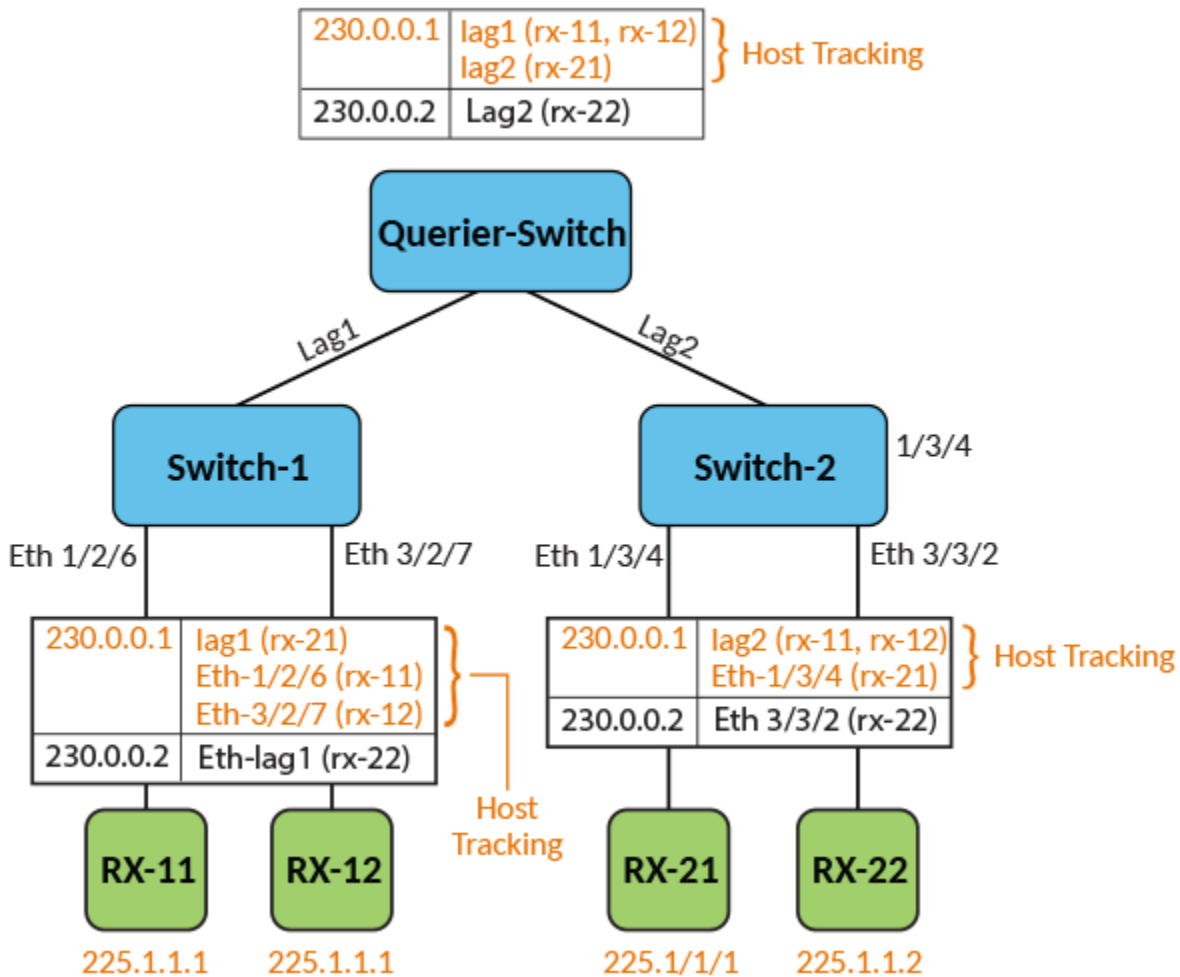 230.0.0.1 lag1 (rx-11, rx-12)
lag2 (rx-21)
Host Tracking
230.0.0.2 Lag2 (rx-22)
Querier-Switch
Lag1
Lag2
Switch-1
Switch-2
1/3/4
Eth 1/2/6
Eth 3/2/7
Eth 1/3/4
Eth 3/3/2
230.0.0.1 lag1 (rx-21)
Eth-1/2/6 (rx-11)
Eth-3/2/7 (rx-12)
230.0.0.2 Eth-lag1 (rx-22)
Host
Tracking
230.0.0.1 lag2 (rx-11, rx-12)
Eth-1/3/4 (rx-21)
Host Tracking
230.0.0.2 Eth 3/3/2 (rx-22)
RX-11
RX-12
RX-21
RX-22
225.1.1.1
225.1.1.1
225.1/1/1
225.1.1.2